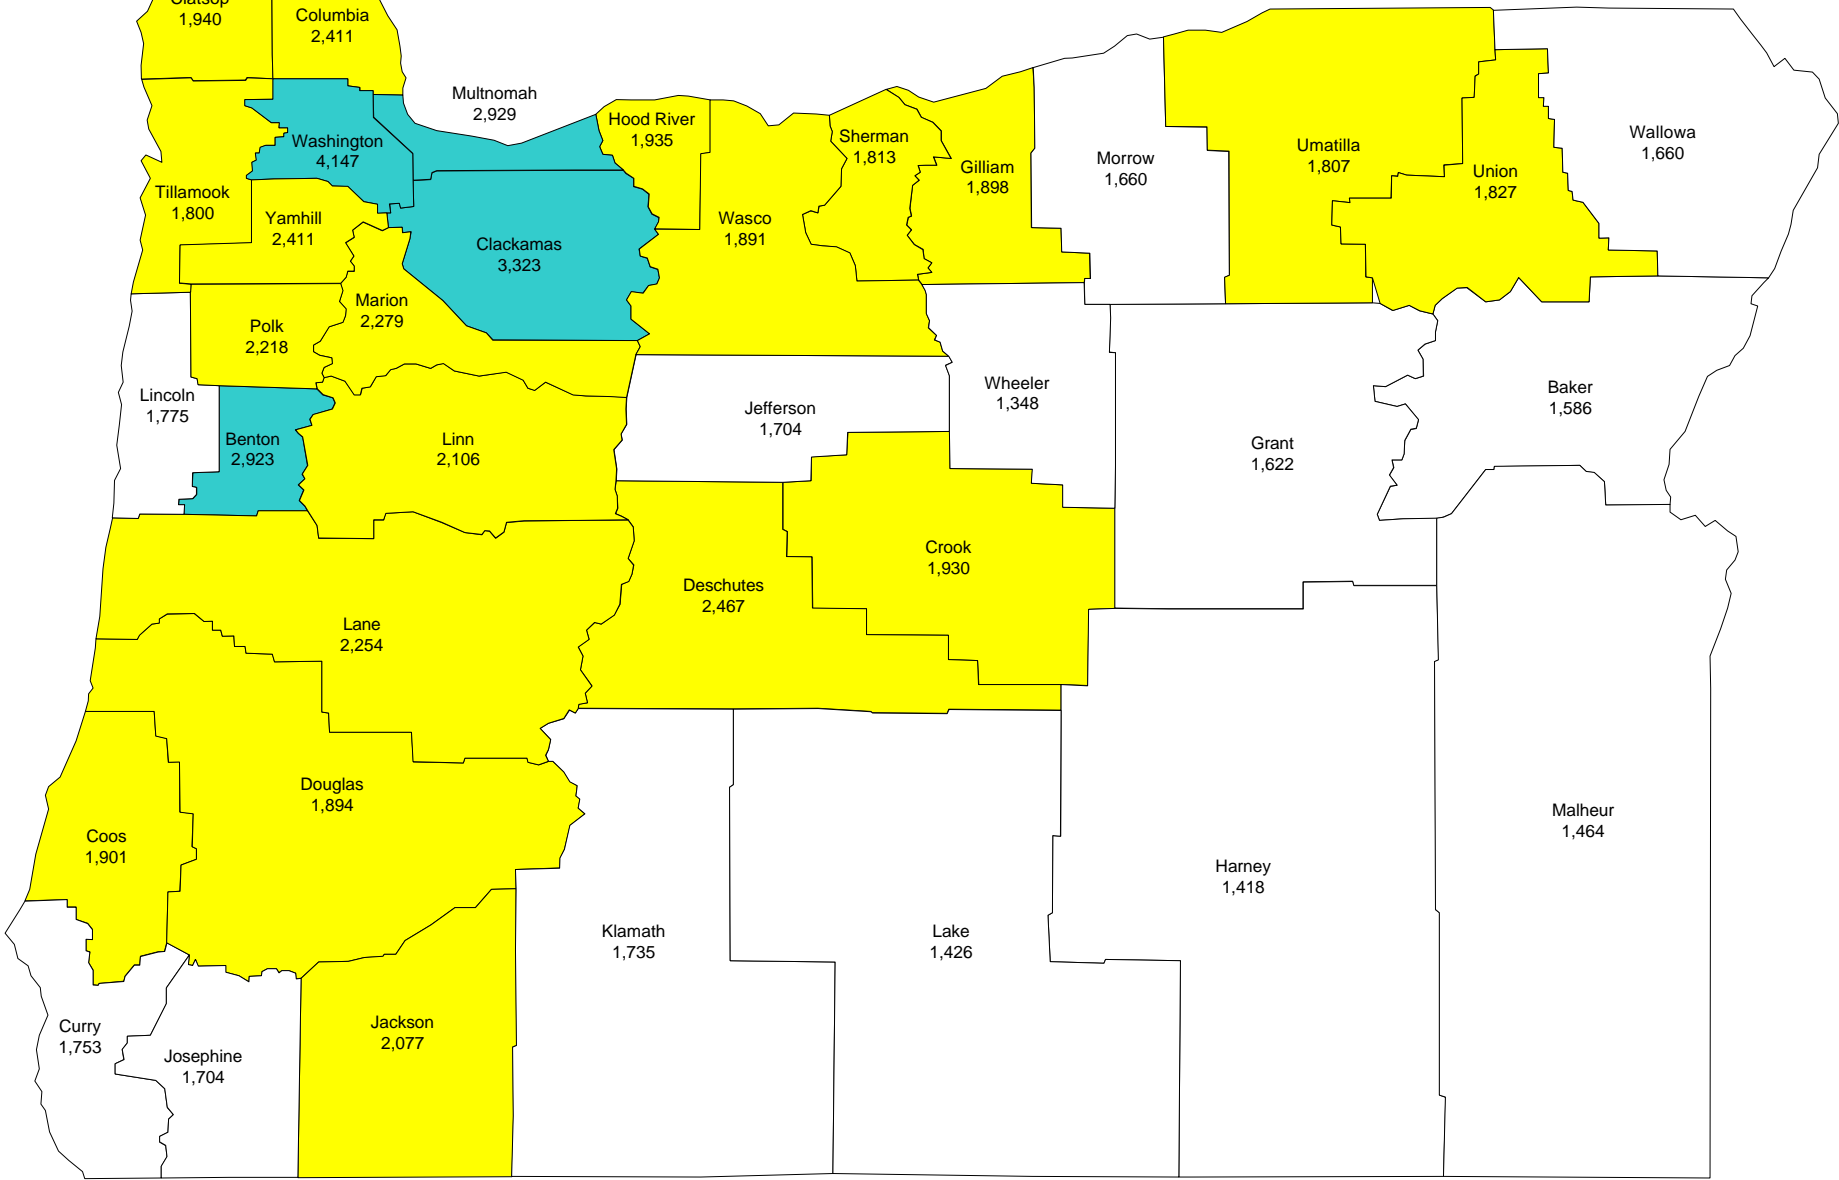 Clatsop
1,940
Columbia
2,411
Multnomah
2,929
Hood River
1,935
Washington
4,147
Sherman
1,813
Gilliam
1,898
Morrow
1,660
Umatilla
1,807
Union
1,827
Wallowa
1,660
Tillamook
1,800
Yamhill
2,411
Wasco
1,891
Clackamas
3,323
Marion
2,279
Polk
2,218
Lincoln
1,775
Benton
2,923
Linn
2,106
Jefferson
1,704
Wheeler
1,348
Grant
1,622
Baker
1,586
Crook
1,930
Deschutes
2,467
Lane
2,254
Douglas
1,894
Coos
1,901
Malheur
1,464
Harney
1,418
Klamath
1,735
Lake
1,426
Curry
1,753
Josephine
1,704
Jackson
2,077